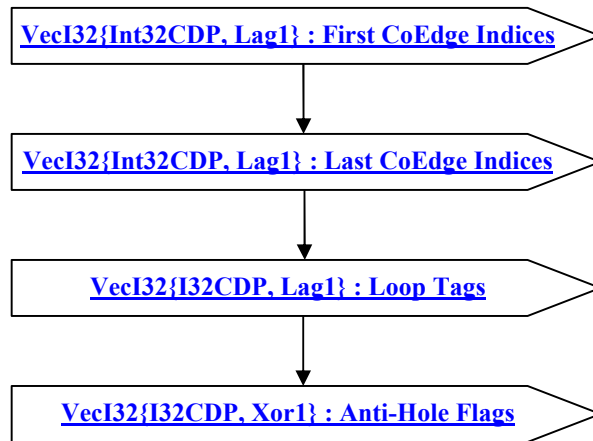 VecI32{Int32CDP, Lag1} : First CoEdge Indices
VecI32{Int32CDP, Lag1} : Last CoEdge Indices
VecI32{I32CDP, Lag1} : Loop Tags
VecI32{I32CDP, Xor1} : Anti-Hole Flags